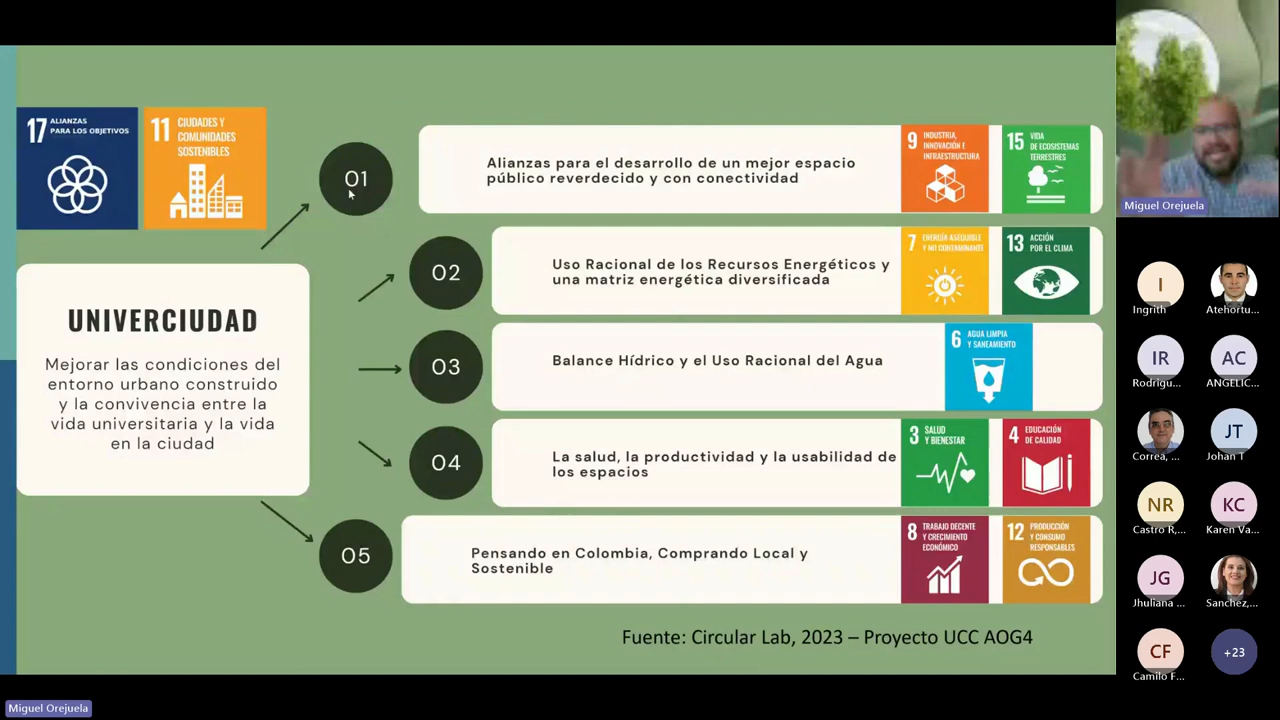 17 ALIANZAS
PARA LOS OBJETIVOS
11 CIUDADES Y
COMUNIDADES
SOSTENIBLES
UNIVERCIUDAD
Mejorar las condiciones del
entorno urbano construido
y la convivencia entre la
vida universitaria y la vida
en la ciudad
01
Alianzas para el desarrollo de un mejor espacio
público reverdecido y con conectividad
9 INDUSTRIA,
INNOVACIÓN E
INFRAESTRUCTURA
15 VIDA
DE ECOSISTEMAS
TERRESTRES
02
Uso Racional de los Recursos Energéticos y
una matriz energética diversificada
7 ENERGÍA ASEQUIBLE
Y NO CONTAMINANTE
13 ACCIÓN
POR EL CLIMA
03
Balance Hídrico y el Uso Racional del Agua
6 AGUA LIMPIA
Y SANEAMIENTO
04
La salud, la productividad y la usabilidad de
los espacios
3 SALUD
Y BIENESTAR
4 EDUCACIÓN
DE CALIDAD
05
Pensando en Colombia, Comprando Local y
Sostenible
8 TRABAJO DECENTE
Y CRECIMIENTO
ECONÓMICO
12 PRODUCCIÓN
Y CONSUMO
RESPONSABLES
Fuente: Circular Lab, 2023 – Proyecto UCC AOG4
Miguel Orejuela
Miguel Orejuela
I
Ingrith
Atehortu...
IR
Rodrigu...
AC
ANGELIC...
Correa, ...
JT
Johan T
NR
Castro R,...
KC
Karen Va...
JG
Jhuliana ...
Sanchez,...
CF
Camilo F...
+23